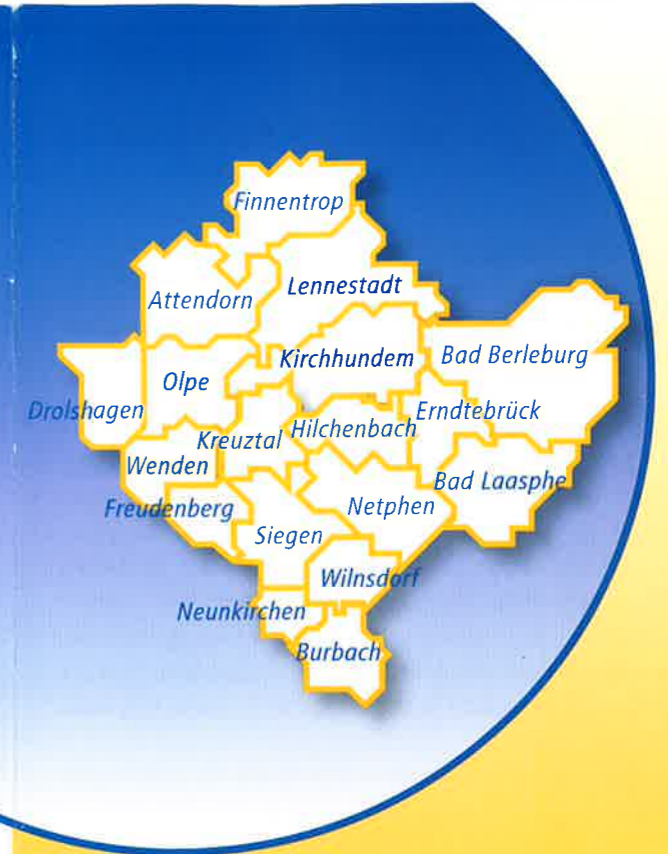 Finnentrop
Lennestadt
Attendorn
Kirchhundem
Bad Berleburg
Olpe
Drolshagen
Erndtebrück
Hilchenbach
Kreuztal
Wenden
Bad Laasphe
Netphen
Freudenberg
Siegen
Wilnsdorf
Neunkirchen
Burbach